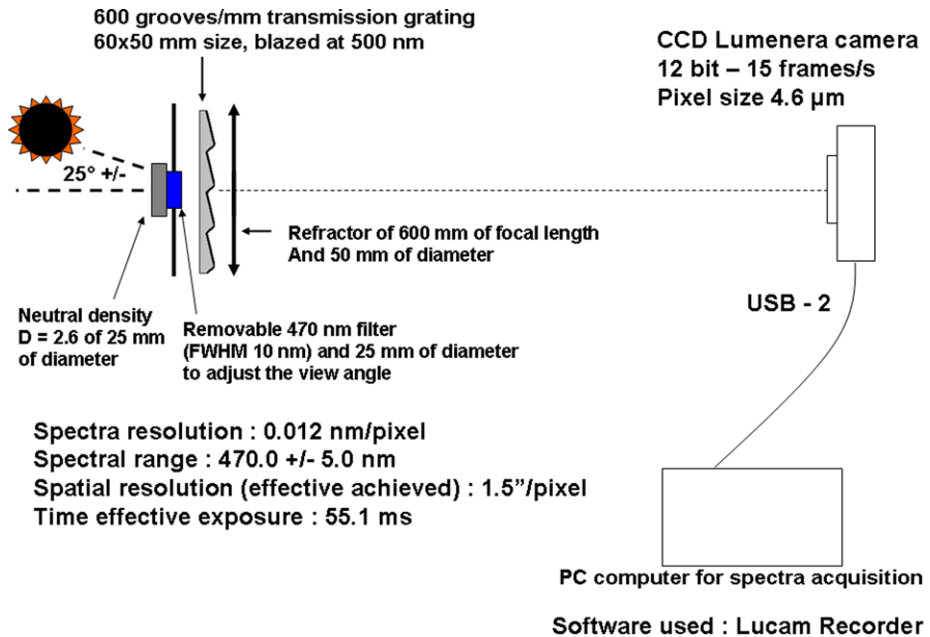 600 grooves/mm transmission grating
60x50 mm size, blazed at 500 nm
CCD Lumenera camera
12 bit – 15 frames/s
Pixel size 4.6 µm
25° +/-
Refractor of 600 mm of focal length
And 50 mm of diameter
USB - 2
Neutral density
D = 2.6 of 25 mm
of diameter
Removable 470 nm filter
(FWHM 10 nm) and 25 mm of diameter
to adjust the view angle
Spectra resolution : 0.012 nm/pixel
Spectral range : 470.0 +/- 5.0 nm
Spatial resolution (effective achieved) : 1.5”/pixel
Time effective exposure : 55.1 ms
PC computer for spectra acquisition
Software used : Lucam Recorder